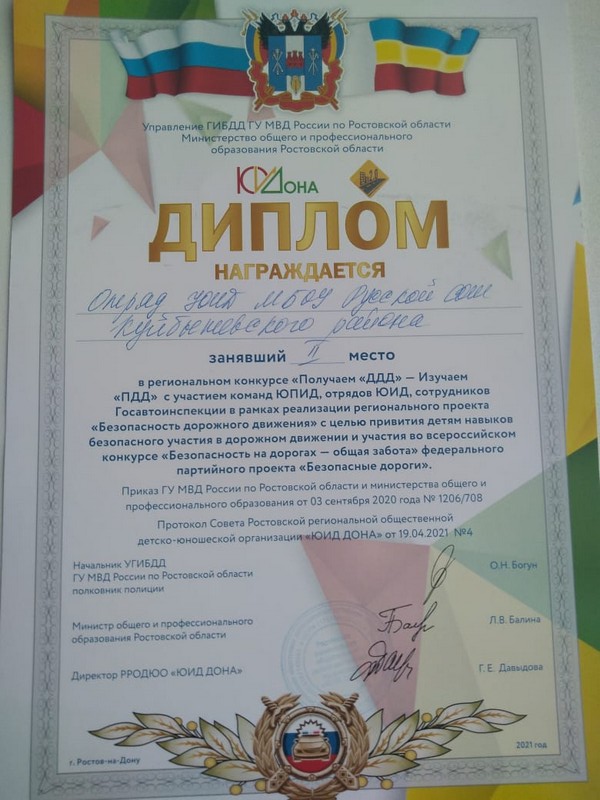 Управление ГИБДД ГУ МВД России по Ростовской области
Министерство общего и профессионального
образования Ростовской области
ЮИДДОНА
ДИПЛОМ
НАГРАЖДАЕТСЯ
Отряд ЮИД МБОУ Русской сош
Куйбышевского района
занявший II место
в региональном конкурсе «Получаем «ДДД» — Изучаем
«ПДД» с участием команд ЮПИД, отрядов ЮИД, сотрудников
Госавтоинспекции в рамках реализации регионального проекта
«Безопасность дорожного движения» с целью привития детям навыков
безопасного участия в дорожном движении и участия во всероссийском
конкурсе «Безопасность на дорогах — общая забота» федерального
партийного проекта «Безопасные дороги».
Приказ ГУ МВД России по Ростовской области и министерства общего и
профессионального образования от 03 сентября 2020 года № 1206/708
Протокол Совета Ростовской региональной общественной
детско-юношеской организации «ЮИД ДОНА» от 19.04.2021 №4
Начальник УГИБДД
ГУ МВД России по Ростовской области
полковник полиции
О.Н. Богун
Министр общего и профессионального
образования Ростовской области
Л.В. Балина
Директор РРОДЮО «ЮИД ДОНА»
Г.Е. Давыдова
г. Ростов-на-Дону
2021 год